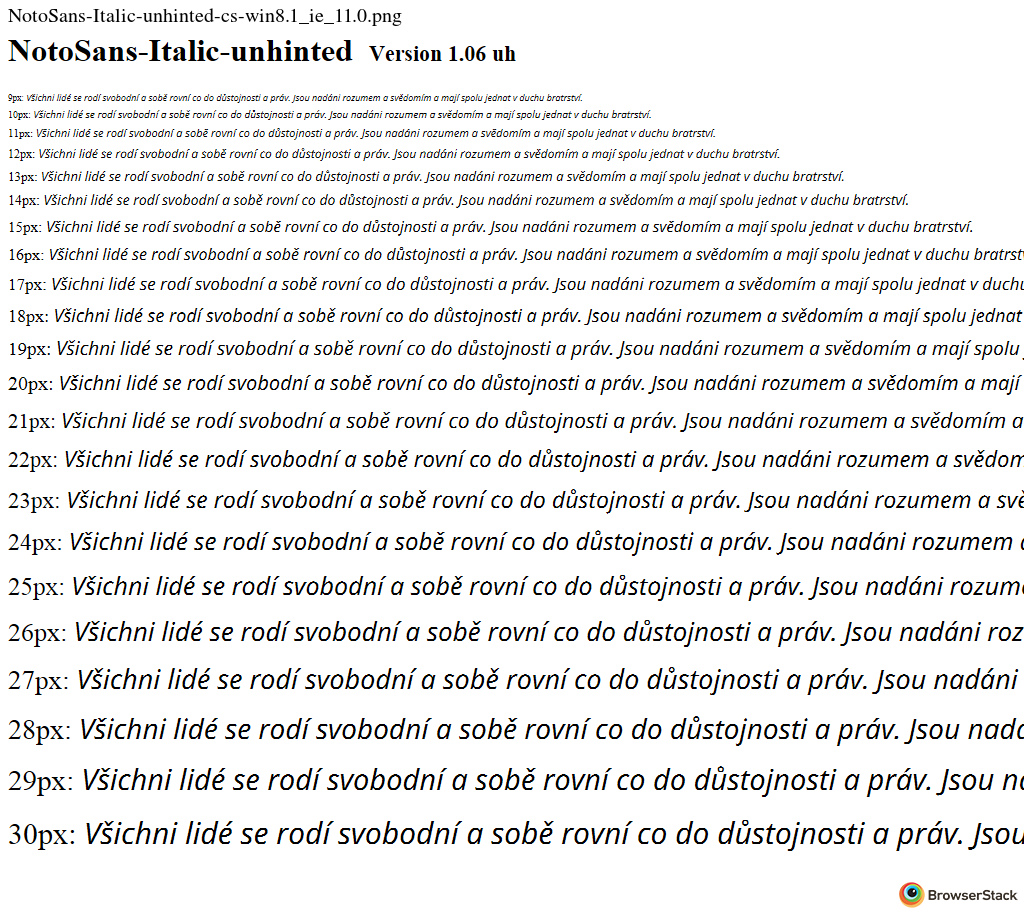 NotoSans-Italic-unhinted-cs-win8.1_ie_11.0.png
NotoSans-Italic-unhinted Version 1.06 uh
9px: Všichni lidé se rodí svobodní a sobě rovní co do důstojnosti a práv. Jsou nadáni rozumem a svědomím a mají spolu jednat v duchu bratrství.
10px: Všichni lidé se rodí svobodní a sobě rovní co do důstojnosti a práv. Jsou nadáni rozumem a svědomím a mají spolu jednat v duchu bratrství.
11px: Všichni lidé se rodí svobodní a sobě rovní co do důstojnosti a práv. Jsou nadáni rozumem a svědomím a mají spolu jednat v duchu bratrství.
12px: Všichni lidé se rodí svobodní a sobě rovní co do důstojnosti a práv. Jsou nadáni rozumem a svědomím a mají spolu jednat v duchu bratrství.
13px: Všichni lidé se rodí svobodní a sobě rovní co do důstojnosti a práv. Jsou nadáni rozumem a svědomím a mají spolu jednat v duchu bratrství.
14px: Všichni lidé se rodí svobodní a sobě rovní co do důstojnosti a práv. Jsou nadáni rozumem a svědomím a mají spolu jednat v duchu bratrství.
15px: Všichni lidé se rodí svobodní a sobě rovní co do důstojnosti a práv. Jsou nadáni rozumem a svědomím a mají spolu jednat v duchu bratrství.
16px: Všichni lidé se rodí svobodní a sobě rovní co do důstojnosti a práv. Jsou nadáni rozumem a svědomím a mají spolu jednat v duchu bratrst
17px: Všichni lidé se rodí svobodní a sobě rovní co do důstojnosti a práv. Jsou nadáni rozumem a svědomím a mají spolu jednat v duchu
18px: Všichni lidé se rodí svobodní a sobě rovní co do důstojnosti a práv. Jsou nadáni rozumem a svědomím a mají spolu jednat
19px: Všichni lidé se rodí svobodní a sobě rovní co do důstojnosti a práv. Jsou nadáni rozumem a svědomím a mají spolu
20px: Všichni lidé se rodí svobodní a sobě rovní co do důstojnosti a práv. Jsou nadáni rozumem a svědomím a mají
21px: Všichni lidé se rodí svobodní a sobě rovní co do důstojnosti a práv. Jsou nadáni rozumem a svědomím a
22px: Všichni lidé se rodí svobodní a sobě rovní co do důstojnosti a práv. Jsou nadáni rozumem a svědom
23px: Všichni lidé se rodí svobodní a sobě rovní co do důstojnosti a práv. Jsou nadáni rozumem a svě
24px: Všichni lidé se rodí svobodní a sobě rovní co do důstojnosti a práv. Jsou nadáni rozumem a
25px: Všichni lidé se rodí svobodní a sobě rovní co do důstojnosti a práv. Jsou nadáni rozume
26px: Všichni lidé se rodí svobodní a sobě rovní co do důstojnosti a práv. Jsou nadáni roz
27px: Všichni lidé se rodí svobodní a sobě rovní co do důstojnosti a práv. Jsou nadáni
28px: Všichni lidé se rodí svobodní a sobě rovní co do důstojnosti a práv. Jsou nadá
29px: Všichni lidé se rodí svobodní a sobě rovní co do důstojnosti a práv. Jsou na
30px: Všichni lidé se rodí svobodní a sobě rovní co do důstojnosti a práv. Jsou
BrowserStack